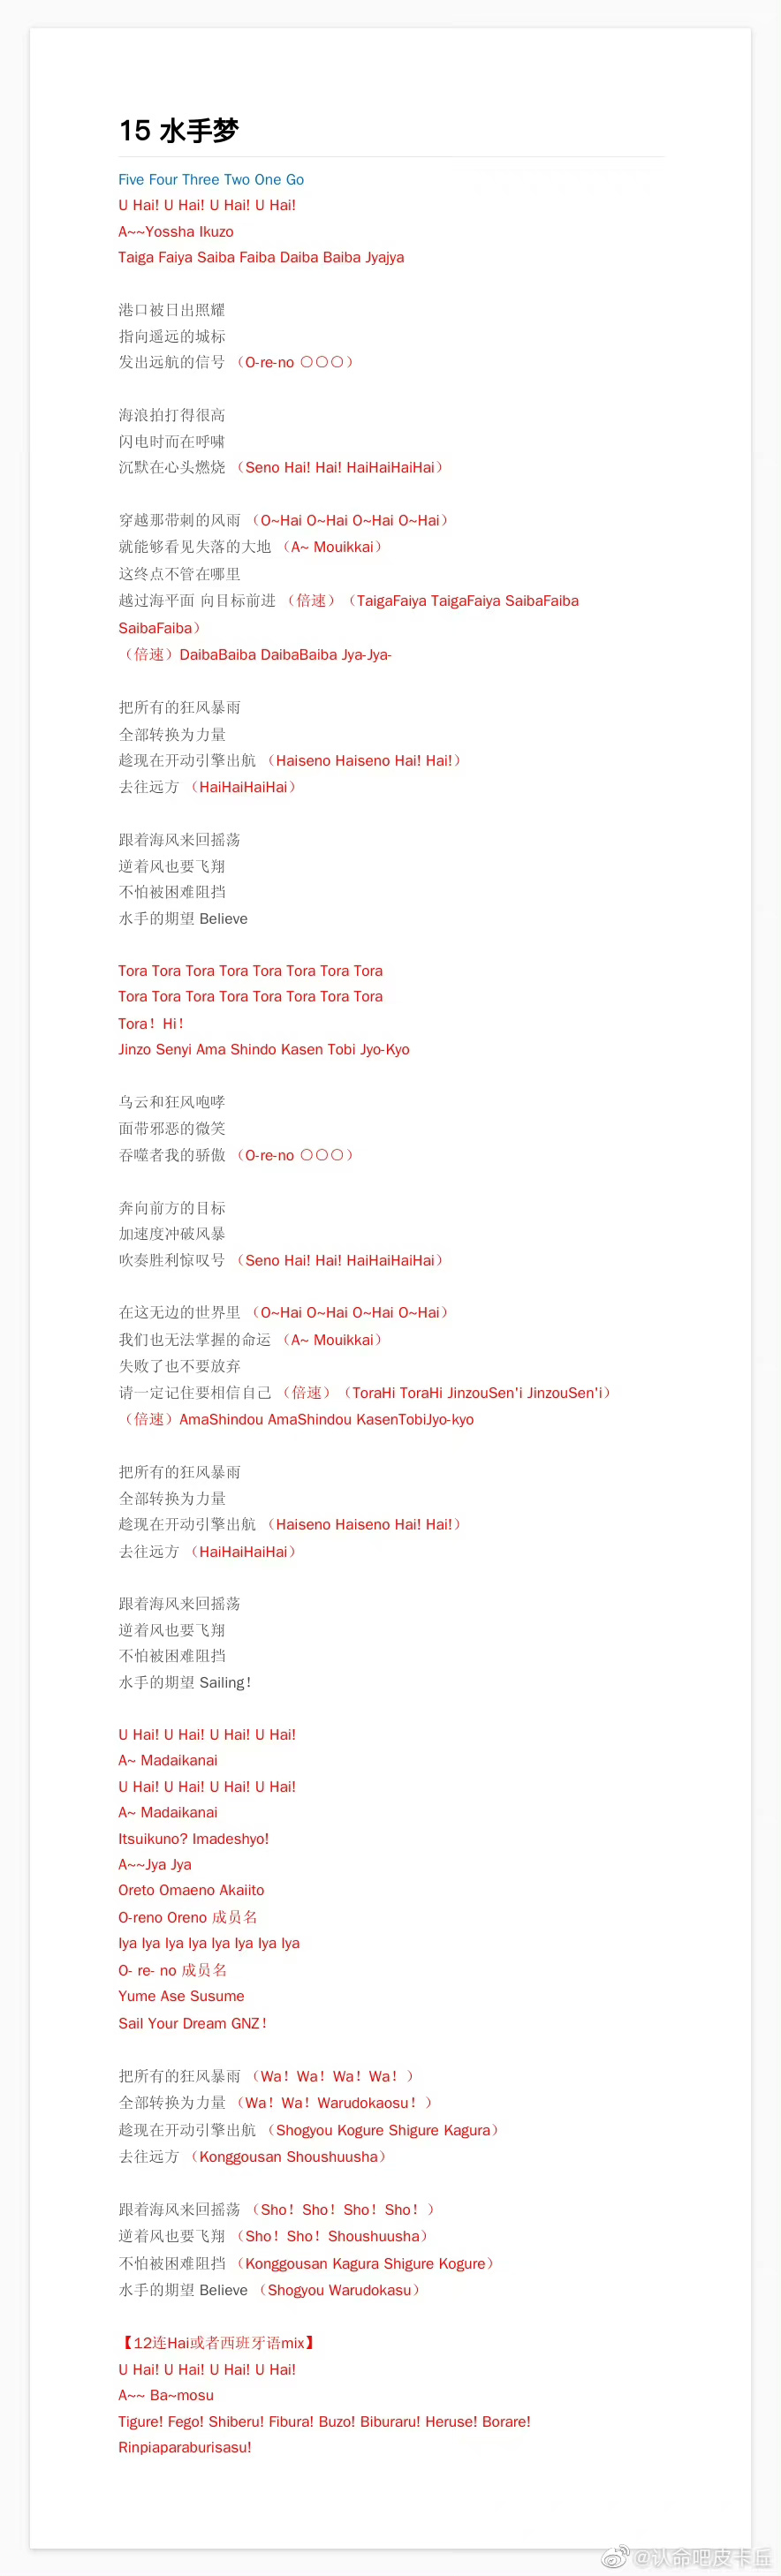 15 水手梦
Five Four Three Two One Go
U Hai! U Hai! U Hai! U Hai!
A~~Yossha Ikuzo
Taiga Faiya Saiba Faiba Daiba Baiba Jyajya
港口被日出照耀
指向遥远的城标
发出远航的信号（O-re-no 〇〇〇）
海浪拍打得很高
闪电时而在呼啸
沉默在心头燃烧（Seno Hai! Hai! HaiHaiHaiHai）
穿越那带刺的风雨（O~Hai O~Hai O~Hai O~Hai）
就能够看见失落的大地（A~ Mouikkai）
这终点不管在哪里
越过海平面 向目标前进（倍速）（TaigaFaiya TaigaFaiya SaibaFaiba
SaibaFaiba）
（倍速）DaibaBaiba DaibaBaiba Jya-Jya-
把所有的狂风暴雨
全部转换为力量
趁现在开动引擎出航（Haiseno Haiseno Hai! Hai!）
去往远方（HaiHaiHaiHai）
跟着海风来回摇荡
逆着风也要飞翔
不怕被困难阻挡
水手的期望 Believe
Tora Tora Tora Tora Tora Tora Tora Tora
Tora Tora Tora Tora Tora Tora Tora Tora
Tora！Hi！
Jinzo Senyi Ama Shindo Kasen Tobi Jyo-Kyo
乌云和狂风咆哮
面带邪恶的微笑
吞噬者我的骄傲（O-re-no 〇〇〇）
奔向前方的目标
加速度冲破风暴
吹奏胜利惊叹号（Seno Hai! Hai! HaiHaiHaiHai）
在这无边的世界里（O~Hai O~Hai O~Hai O~Hai）
我们也无法掌握的命运（A~ Mouikkai）
失败了也不要放弃
请一定记住要相信自己（倍速）（ToraHi ToraHi JinzouSen'i JinzouSen'i）
（倍速）AmaShindou AmaShindou KasenTobiJyo-kyo
把所有的狂风暴雨
全部转换为力量
趁现在开动引擎出航（Haiseno Haiseno Hai! Hai!）
去往远方（HaiHaiHaiHai）
跟着海风来回摇荡
逆着风也要飞翔
不怕被困难阻挡
水手的期望 Sailing！
U Hai! U Hai! U Hai! U Hai!
A~ Madaikanai
U Hai! U Hai! U Hai! U Hai!
A~ Madaikanai
Itsuikuno? Imadeshyo!
A~~Jya Jya
Oreto Omaeno Akaiito
O-reno Oreno 成员名
Iya Iya Iya Iya Iya Iya Iya Iya
O- re- no 成员名
Yume Ase Susume
Sail Your Dream GNZ！
把所有的狂风暴雨（Wa！Wa！Wa！Wa！）
全部转换为力量（Wa！Wa！Warudokaosu！）
趁现在开动引擎出航（Shogyou Kogure Shigure Kagura）
去往远方（Konggousan Shoushuusha）
跟着海风来回摇荡（Sho！Sho！Sho！Sho！）
逆着风也要飞翔（Sho！Sho！Shoushuusha）
不怕被困难阻挡（Konggousan Kagura Shigure Kogure）
水手的期望 Believe（Shogyou Warudokasu）
【12连Hai或者西班牙语mix】
U Hai! U Hai! U Hai! U Hai!
A~~ Ba~mosu
Tigure! Fego! Shiberu! Fibura! Buzo! Biburaru! Heruse! Borare!
Rinpiaparaburisasu!
@认命吧皮卡丘